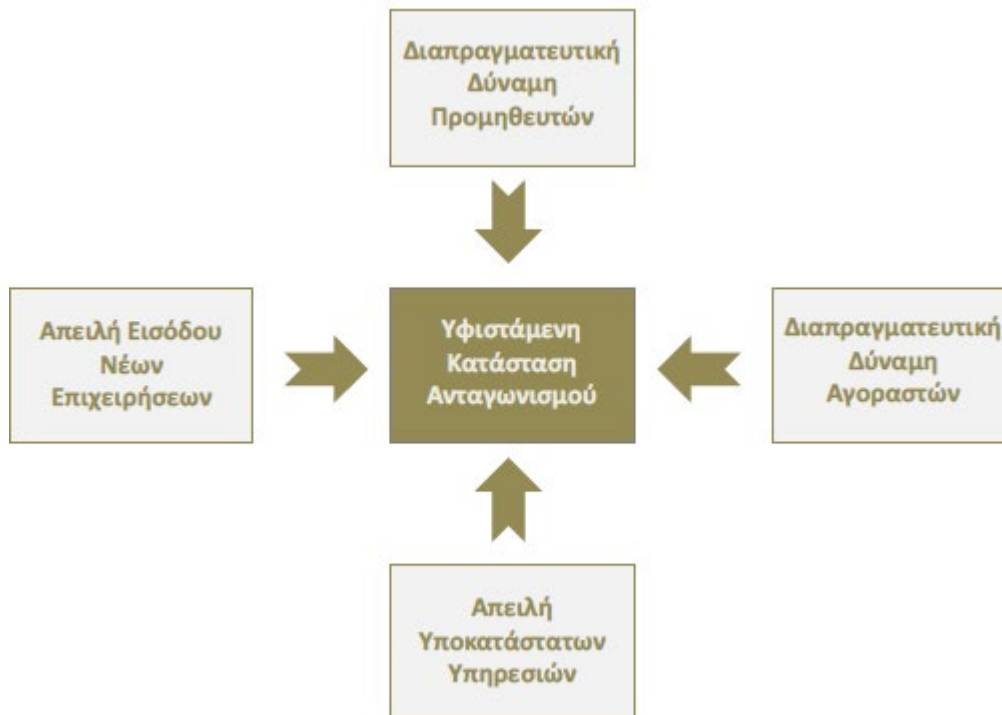 Διαπραγματευτική
Δύναμη
Προμηθευτών
Απειλή Εισόδου
Νέων
Επιχειρήσεων
Υφιστάμενη
Κατάσταση
Ανταγωνισμού
Διαπραγματευτική
Δύναμη
Αγοραστών
Απειλή
Υποκατάστατων
Υπηρεσιών